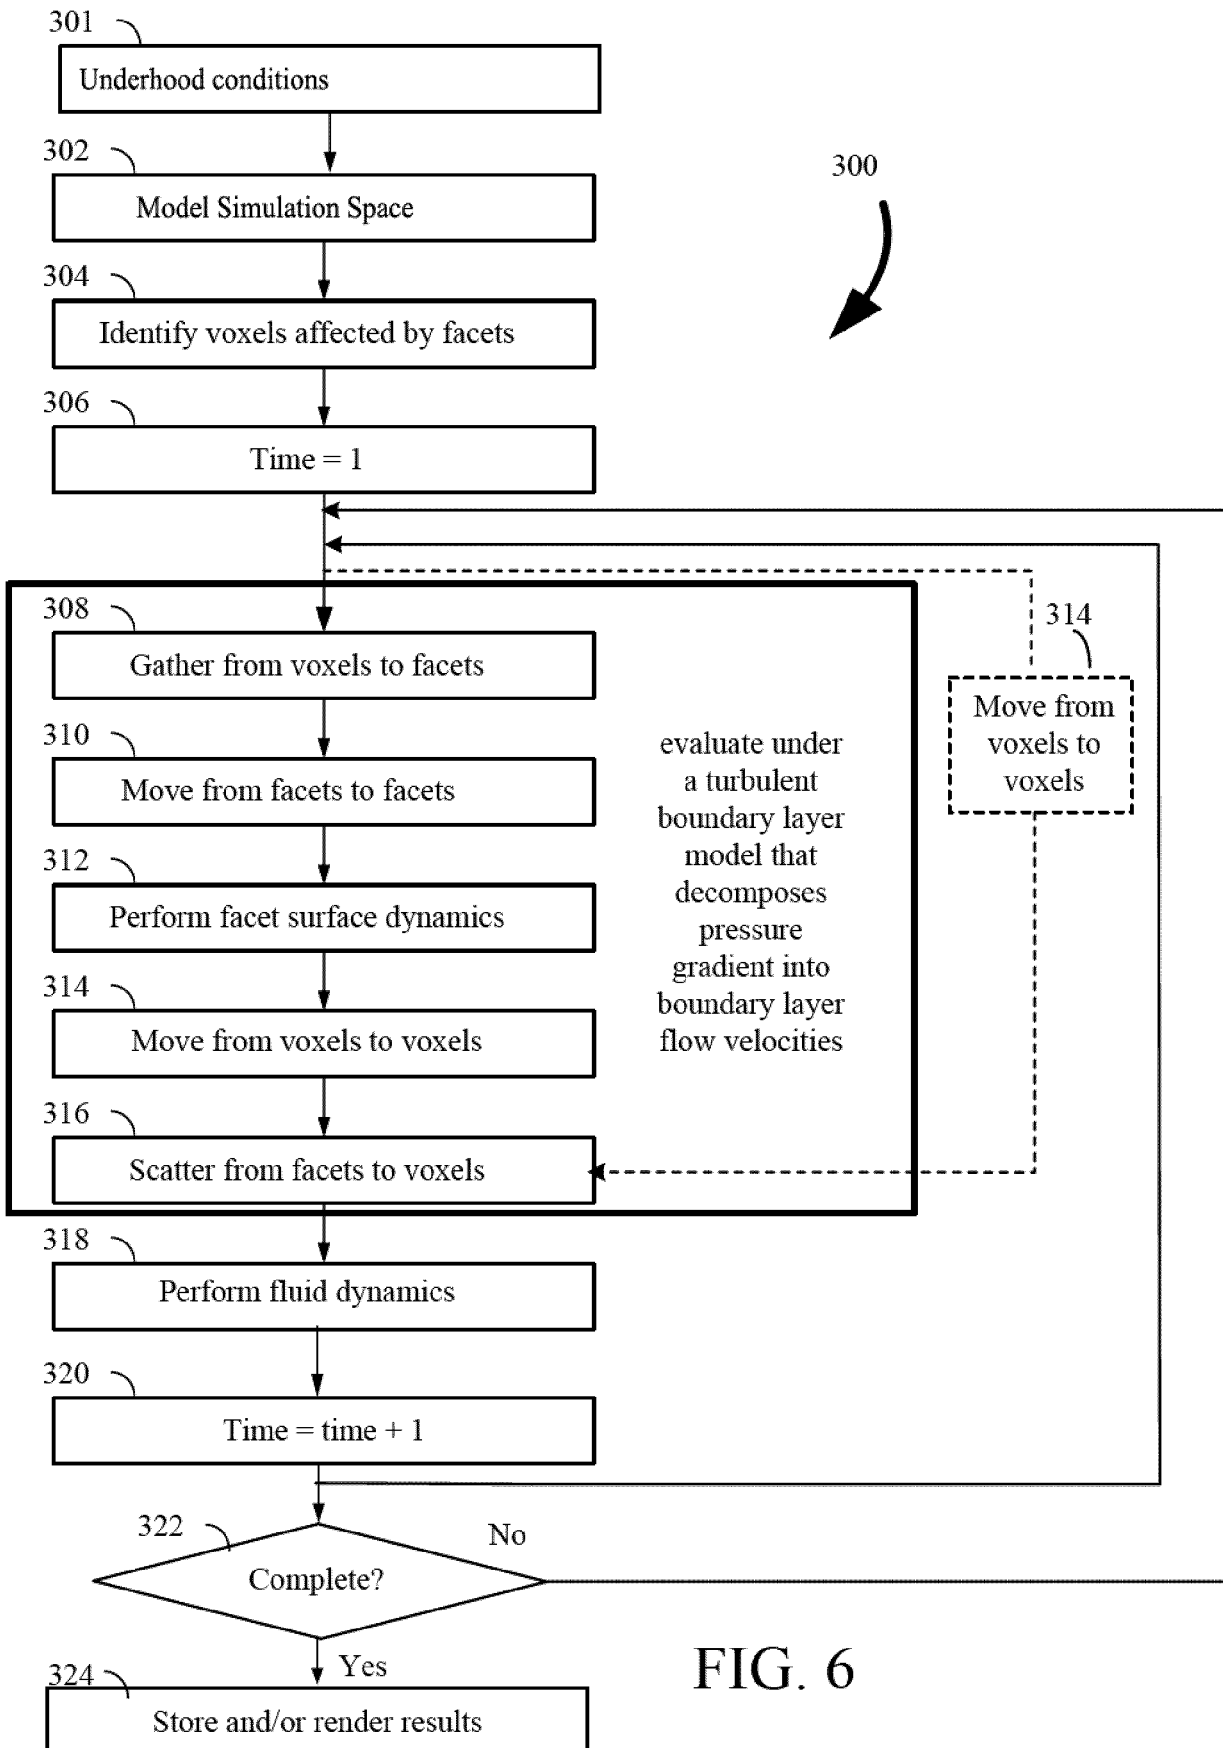 301
Underhood conditions
302
Model Simulation Space
300
304
Identify voxels affected by facets
306
Time = 1
308
Gather from voxels to facets
310
Move from facets to facets
312
Perform facet surface dynamics
314
Move from voxels to voxels
316
Scatter from facets to voxels
evaluate under
a turbulent
boundary layer
model that
decomposes
pressure
gradient into
boundary layer
flow velocities
314
Move from
voxels to
voxels
318
Perform fluid dynamics
320
Time = time + 1
322
Complete?
No
Yes
324
Store and/or render results
FIG. 6